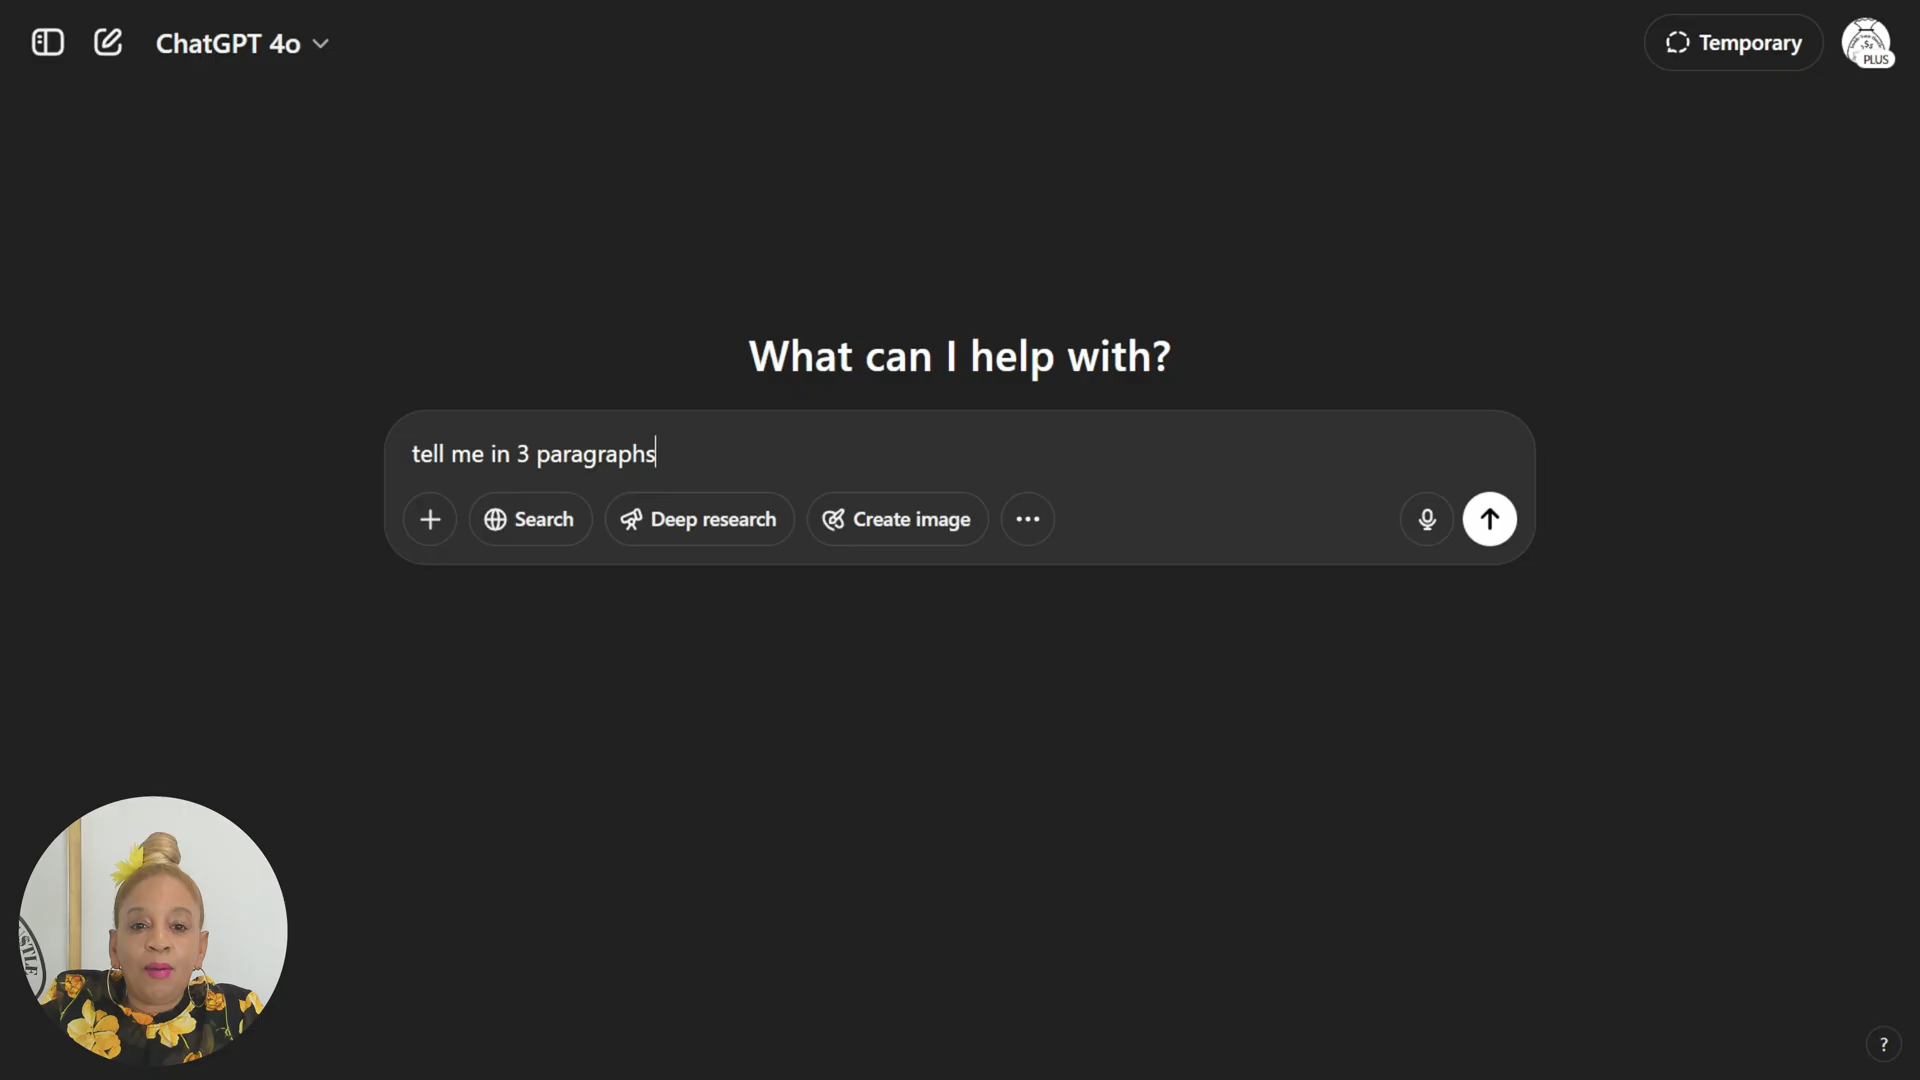 ChatGPT 4o
Temporary
PLUS
What can I help with?
tell me in 3 paragraphs
Search
Deep research
Create image
?